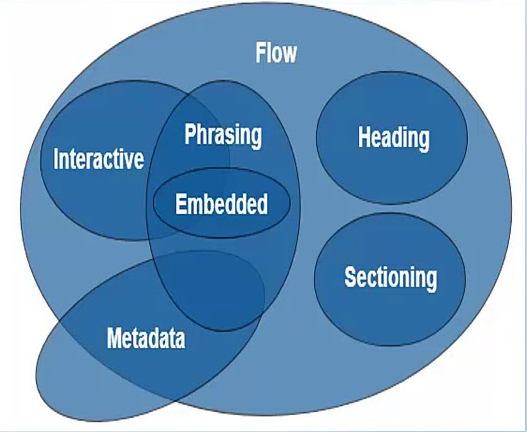 Flow
Phrasing
Heading
Interactive
Embedded
Sectioning
Metadata